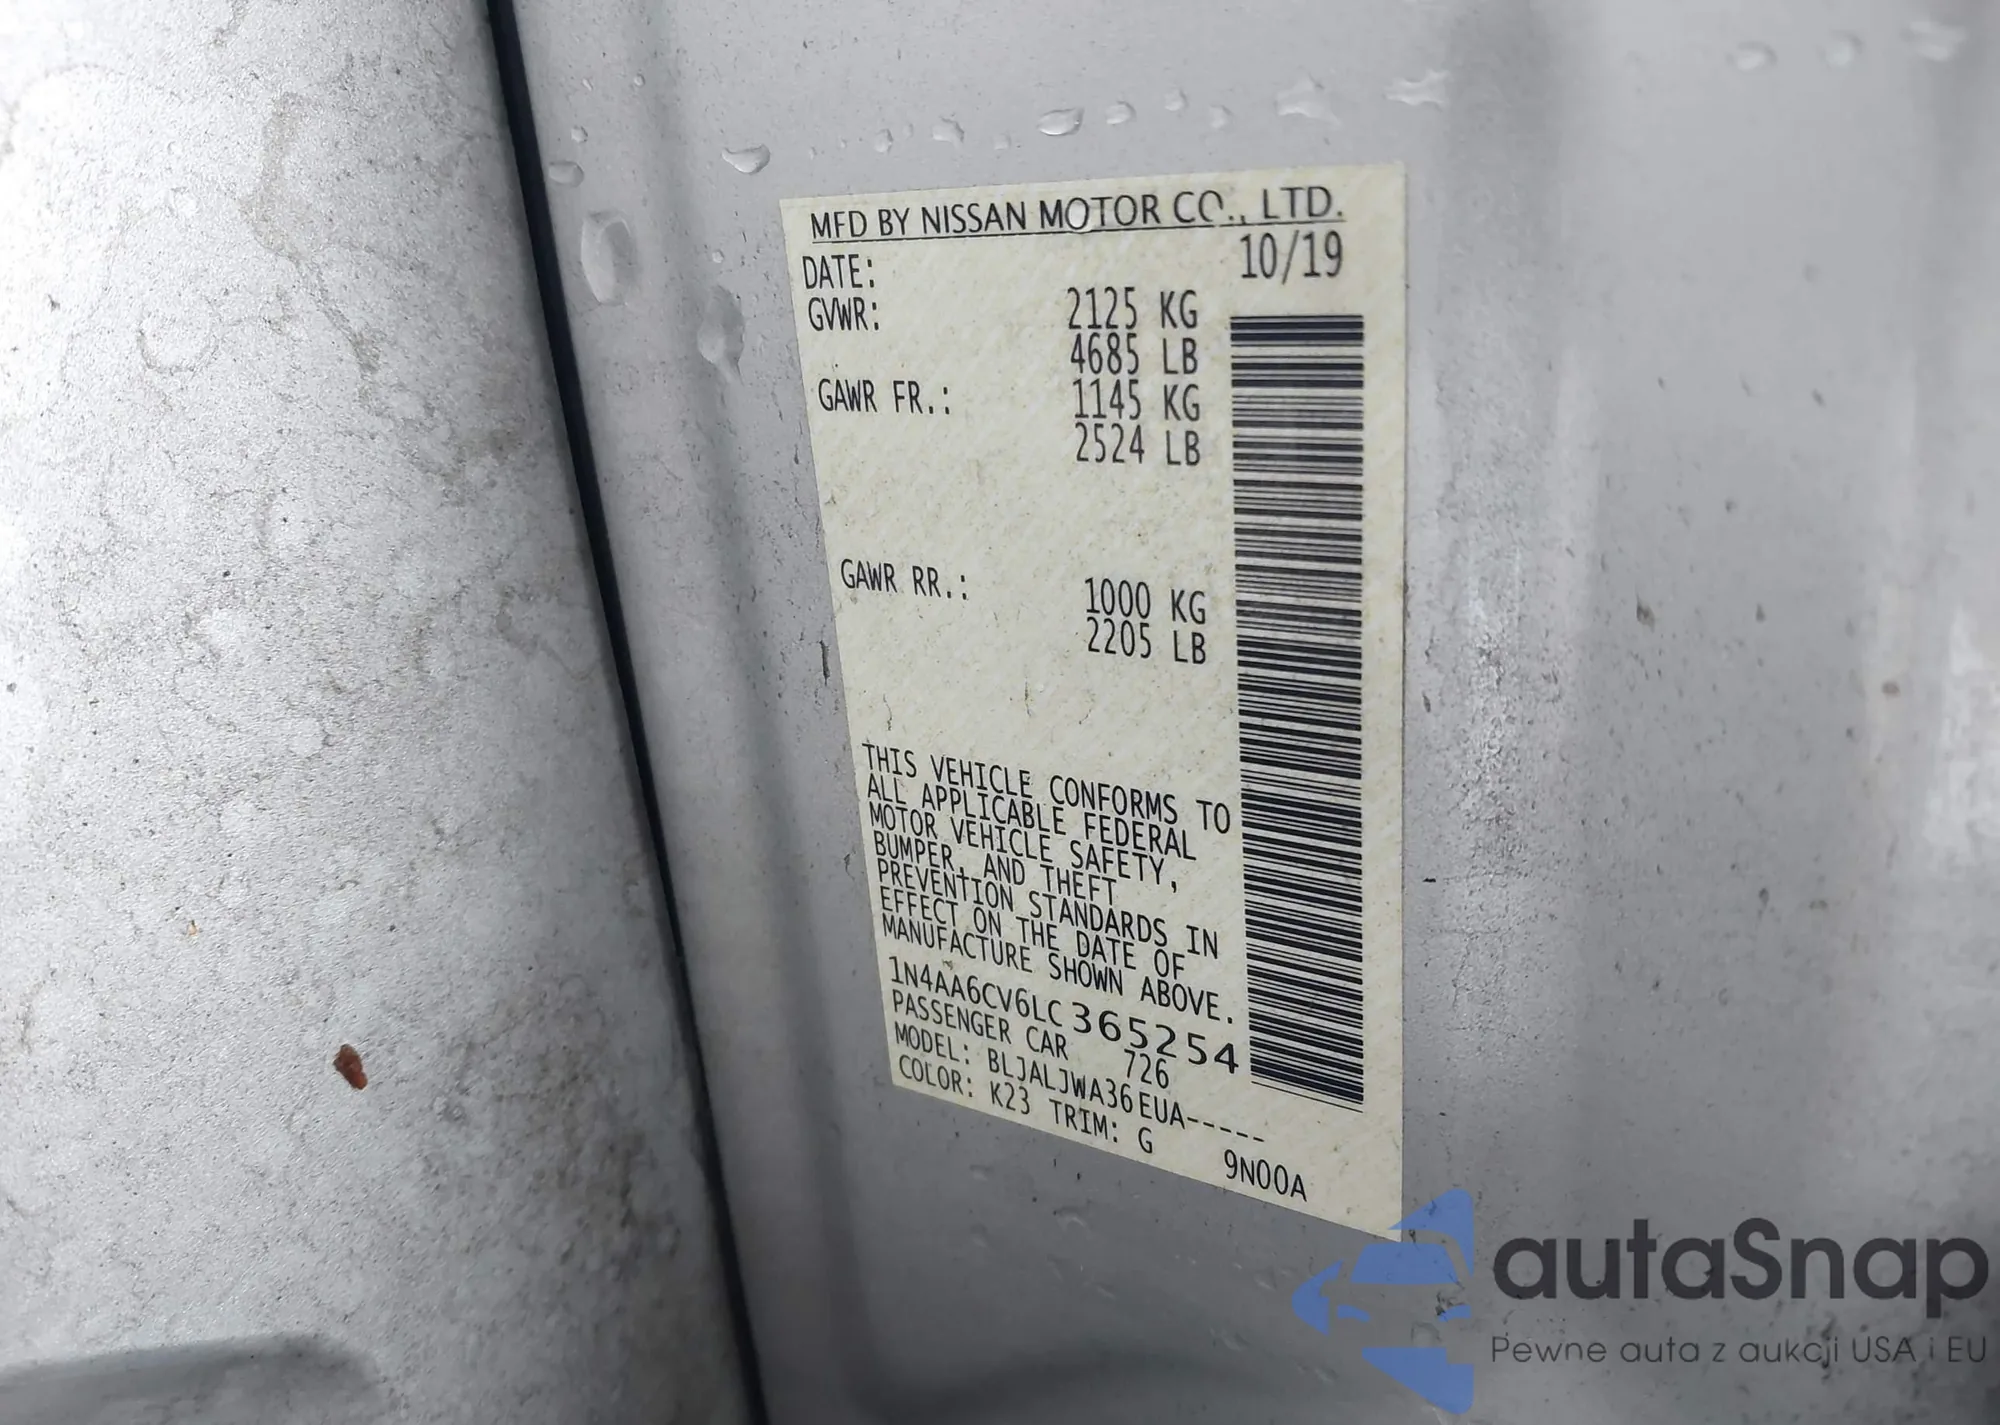 MFD BY NISSAN MOTOR CO., LTD.
DATE: 10/19
GVWR: 2125 KG
4685 LB
GAWR FR.: 1145 KG
2524 LB
GAWR RR.: 1000 KG
2205 LB
THIS VEHICLE CONFORMS TO
ALL APPLICABLE FEDERAL
MOTOR VEHICLE SAFETY,
BUMPER, AND THEFT
PREVENTION STANDARDS IN
EFFECT ON THE DATE OF
MANUFACTURE SHOWN ABOVE.
1N4AA6CV6LC365254
PASSENGER CAR 726
MODEL: BLJALJWA36EUA-----
COLOR: K23 TRIM: G
9N00A
autaSnap
Pewne auta z aukcji USA i EU